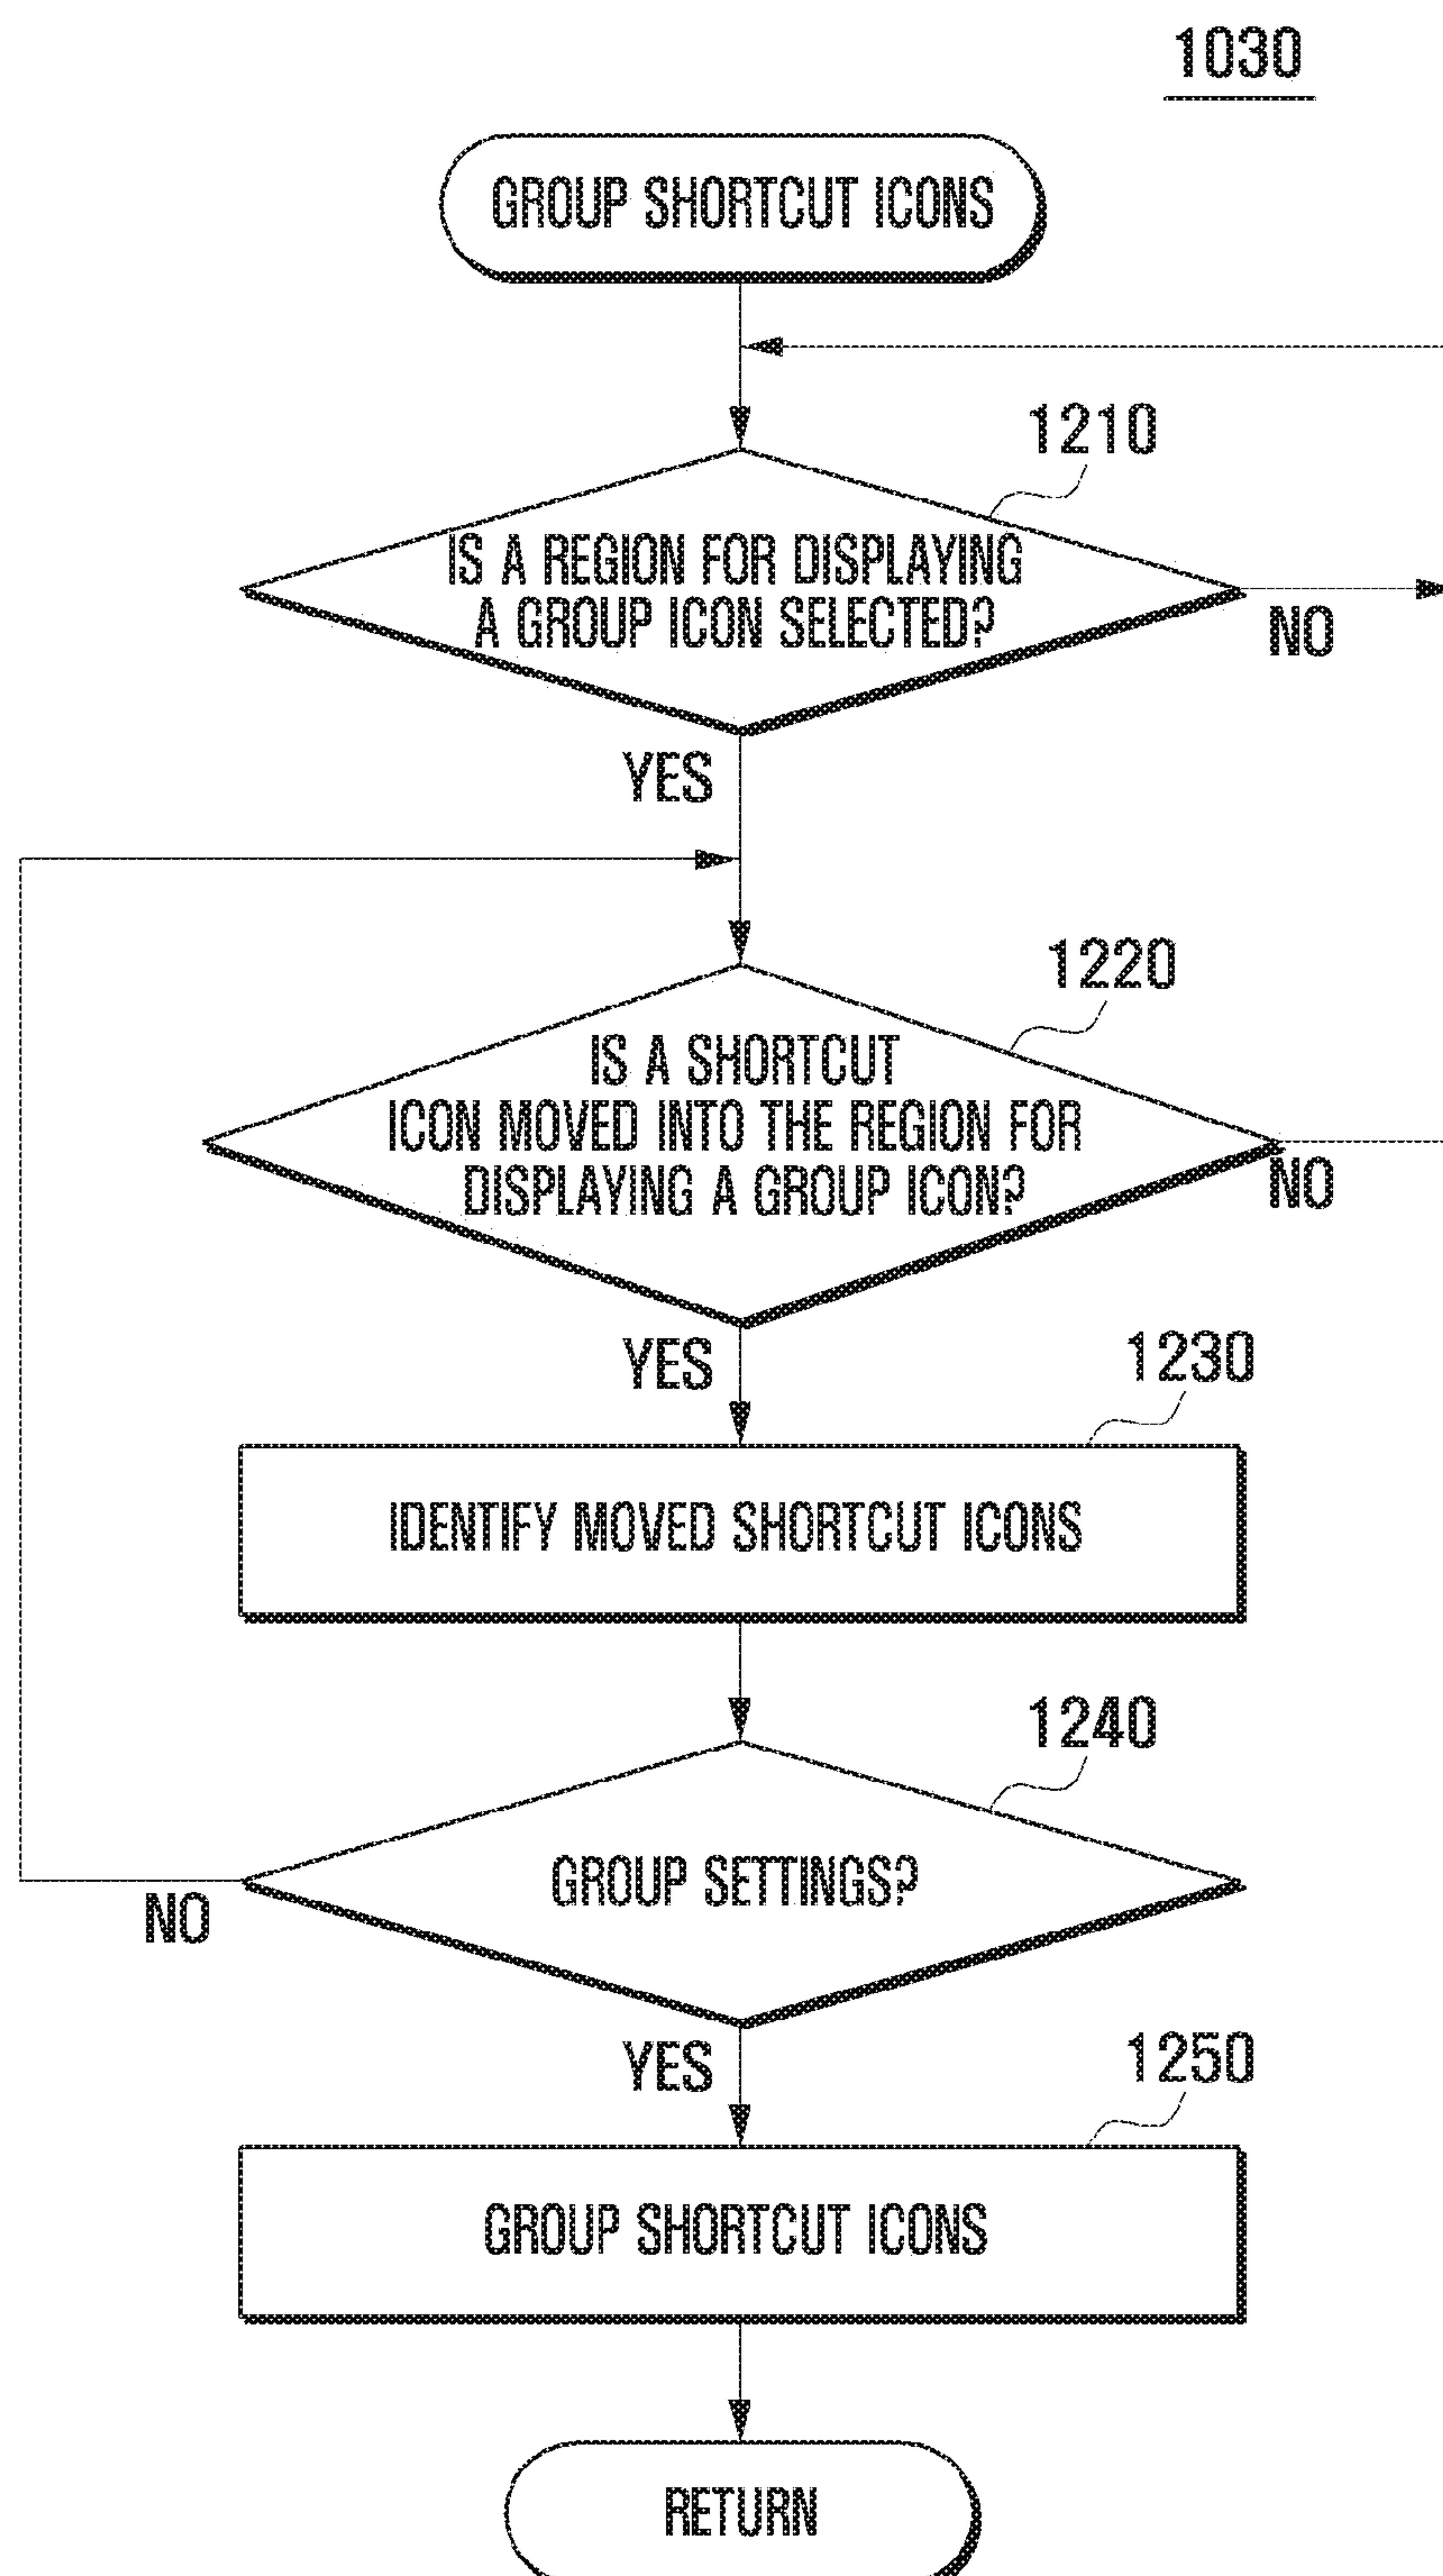 1030
GROUP SHORTCUT ICONS
1210
IS A REGION FOR DISPLAYING
A GROUP ICON SELECTED?
NO
YES
1220
IS A SHORTCUT
ICON MOVED INTO THE REGION FOR
DISPLAYING A GROUP ICON?
NO
YES
1230
IDENTIFY MOVED SHORTCUT ICONS
1240
GROUP SETTINGS?
NO
YES
1250
GROUP SHORTCUT ICONS
RETURN